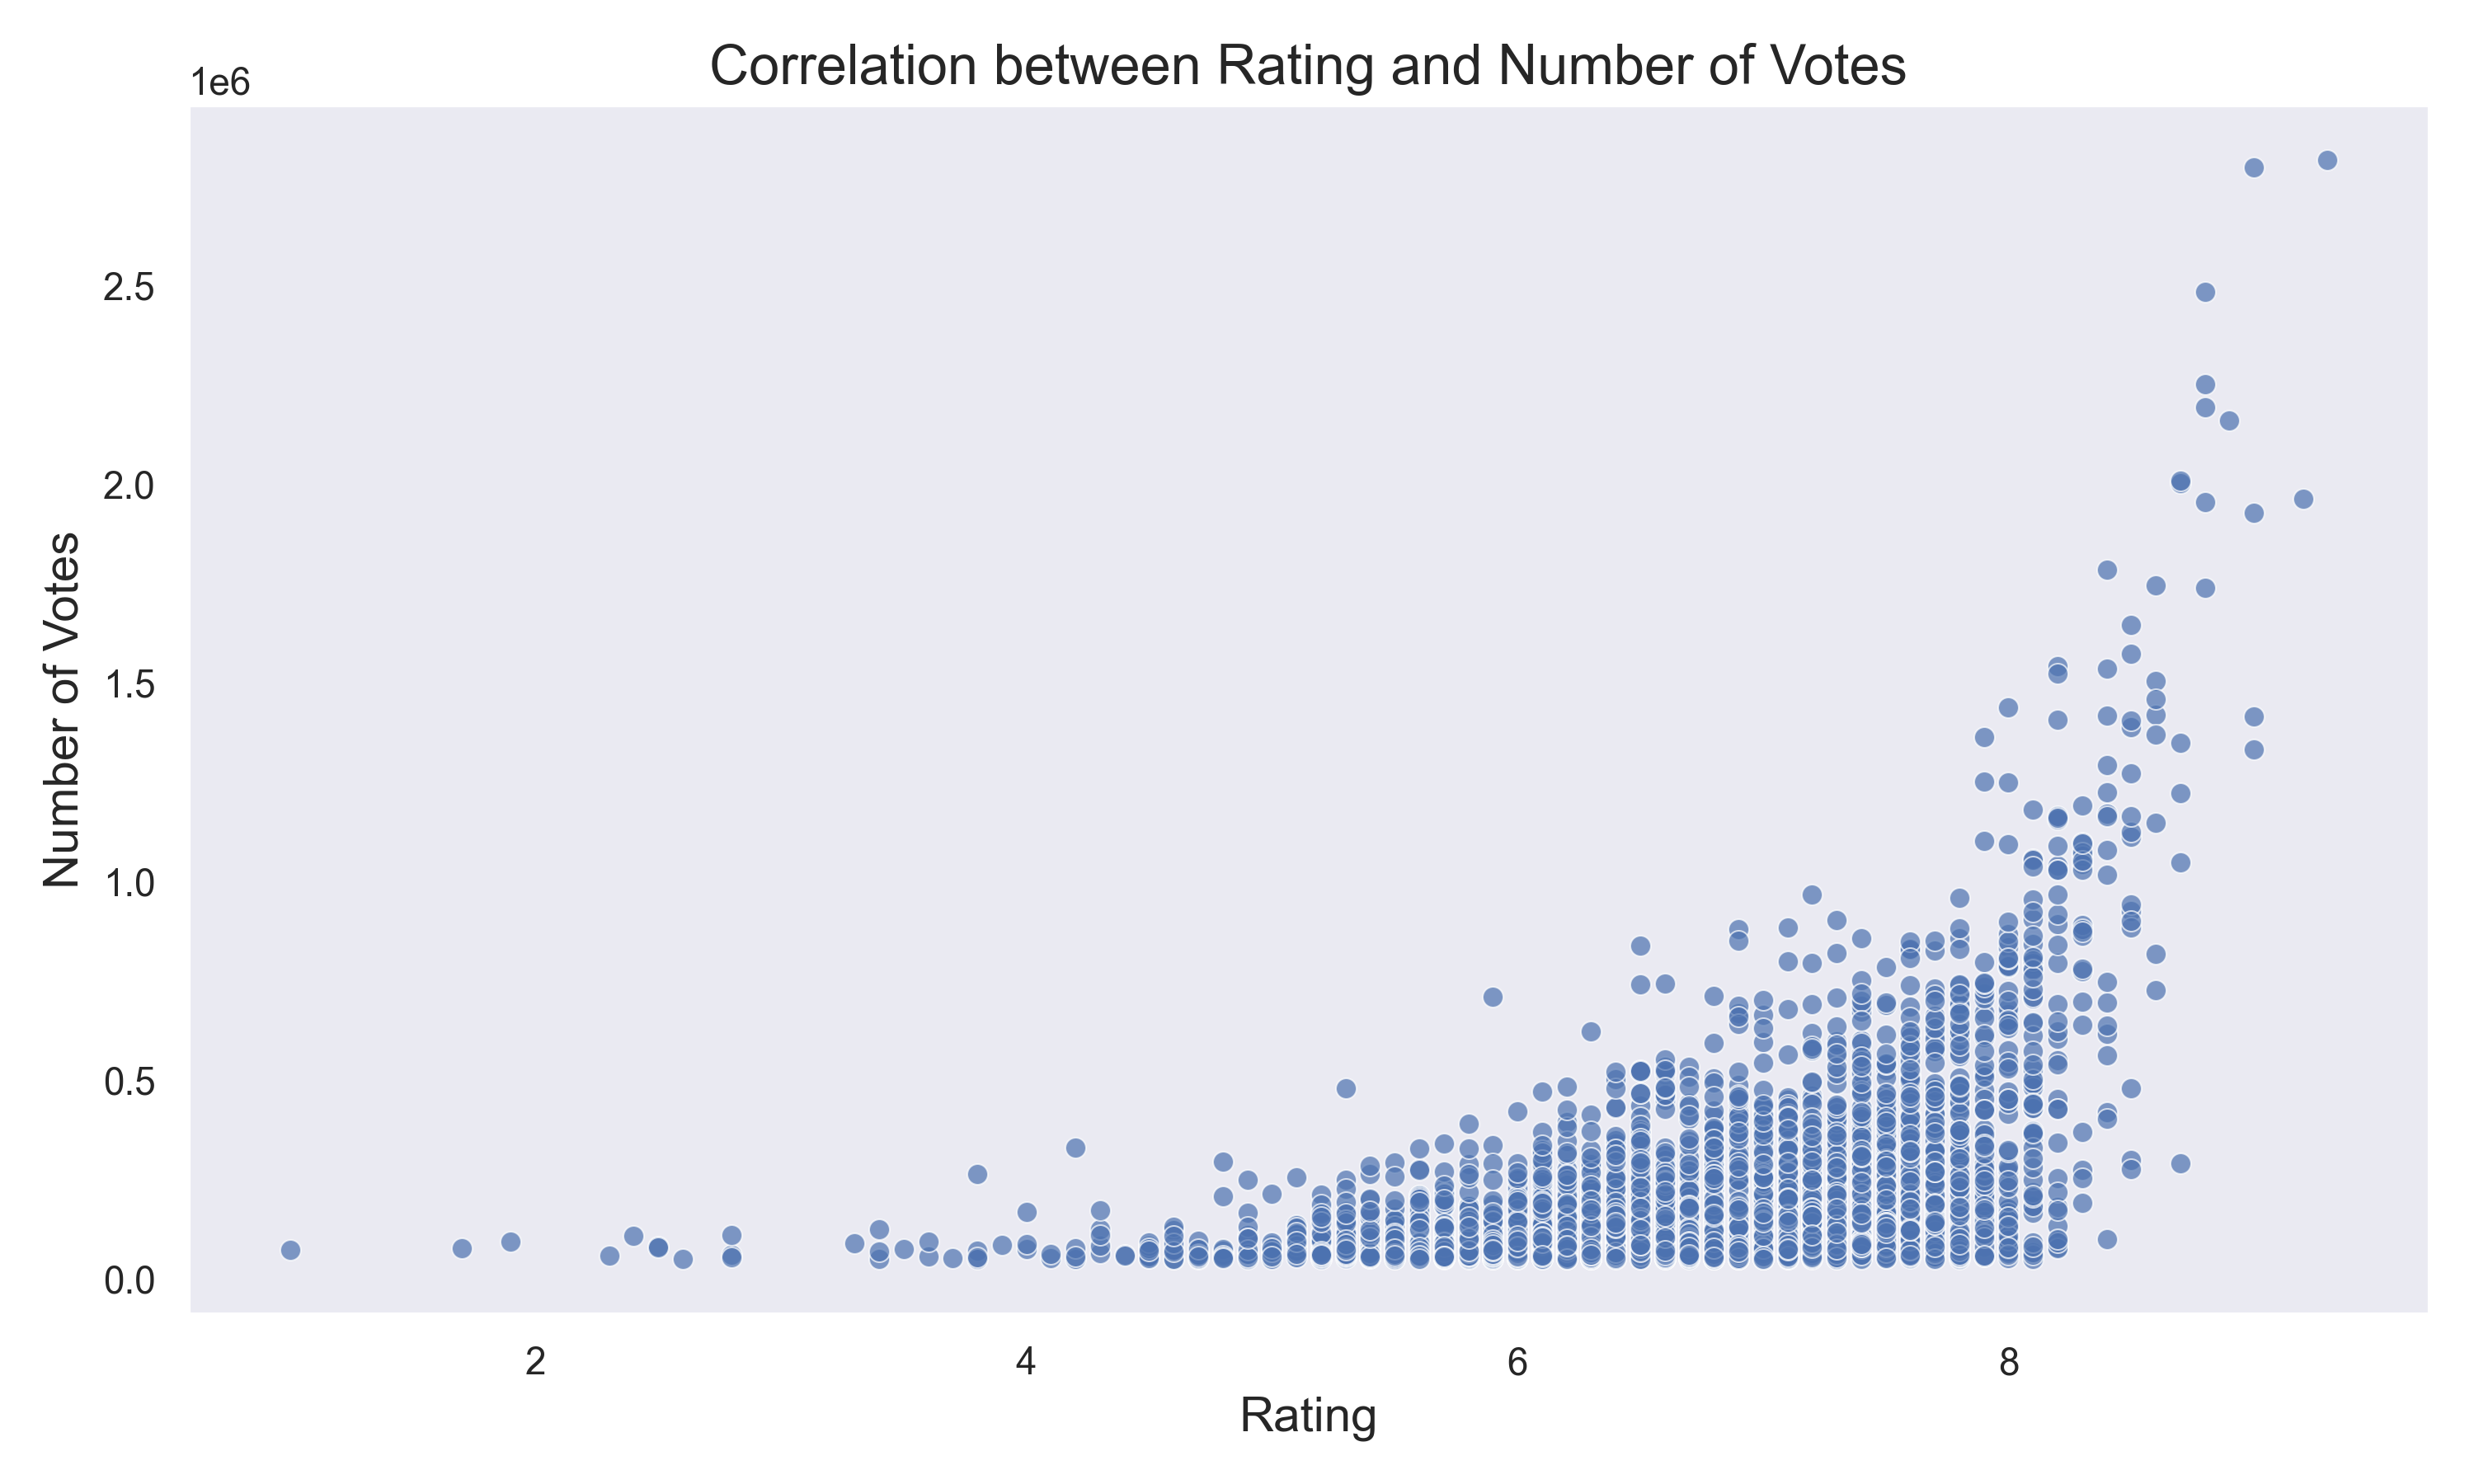 Correlation between Rating and Number of Votes
1e6
2.5
2.0
1.5
1.0
0.5
0.0
Number of Votes
2 4 6 8
Rating